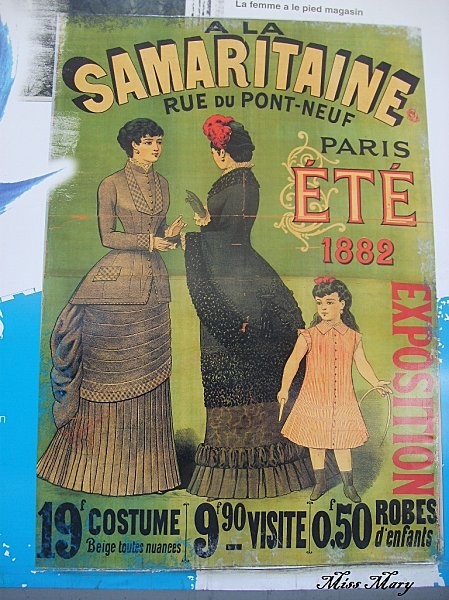 La femme a le pied magasin
A LA
SAMARITAINE
RUE DU PONT-NEUF
PARIS
ÉTÉ
1882
EXPOSITION
19f COSTUME
Beige toutes nuances
9f90 VISITE
0f.50 ROBES
d'enfants
Miss Mary